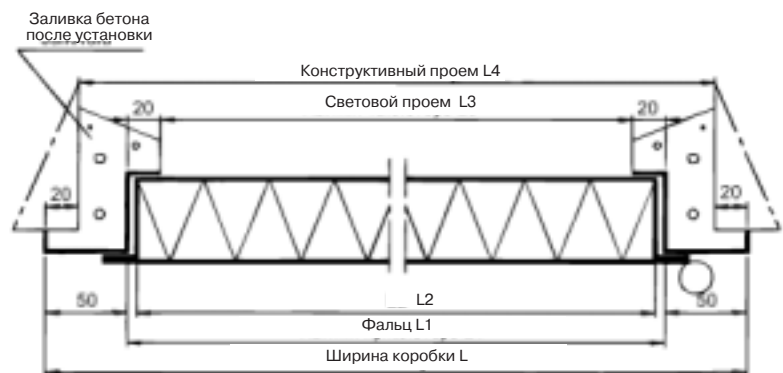 Заливка бетона
после установки
Конструктивный проем L4
20 Световой проем L3 20
20 20
50 L2 50
Фальц L1
Ширина коробки L